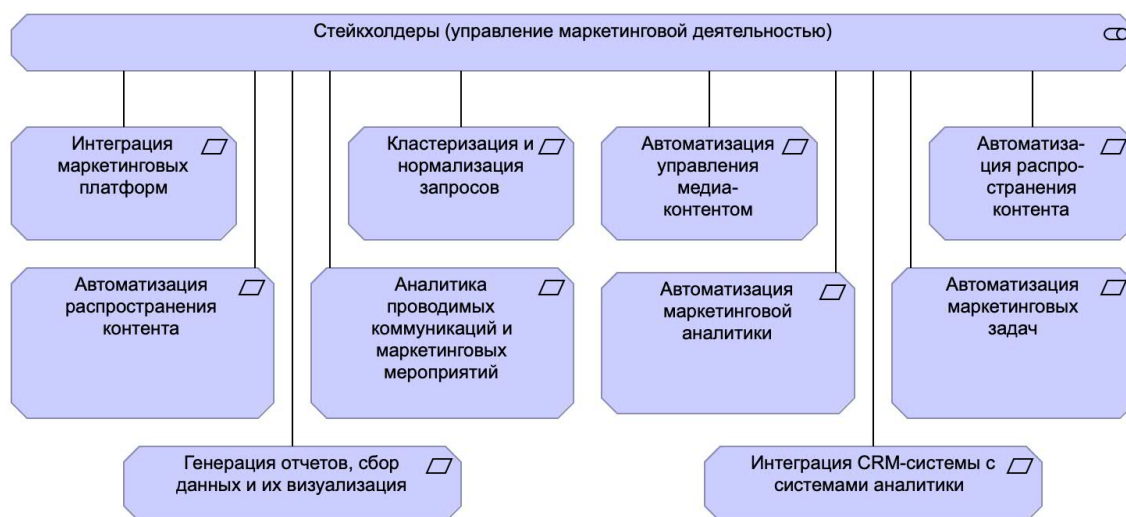 Стейкхолдеры (управление маркетинговой деятельностью)
Интеграция
маркетинговых
платформ
Кластеризация и
нормализация
запросов
Автоматизация
управления
медиа-
контентом
Автоматиза-
ция распро-
странения
контента
Автоматизация
распространения
контента
Аналитика
проводимых
коммуникаций и
маркетинговых
мероприятий
Автоматизация
маркетинговой
аналитики
Автоматизация
маркетинговых
задач
Генерация отчетов, сбор
данных и их визуализация
Интеграция CRM-системы с
системами аналитики